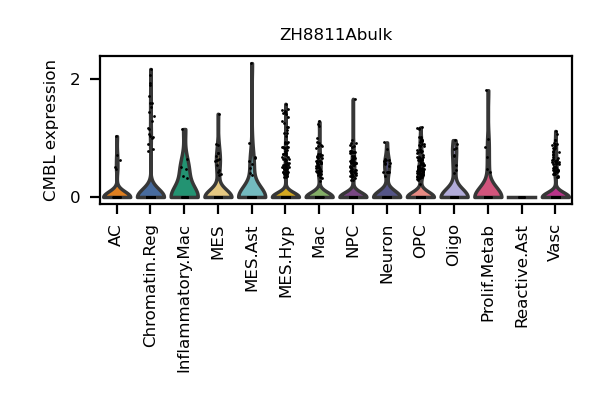 ZH8811Abulk
CMBL expression
2
0
AC
Chromatin.Reg
Inflammatory.Mac
MES
MES.Ast
MES.Hyp
Mac
NPC
Neuron
OPC
Oligo
Prolif.Metab
Reactive.Ast
Vasc